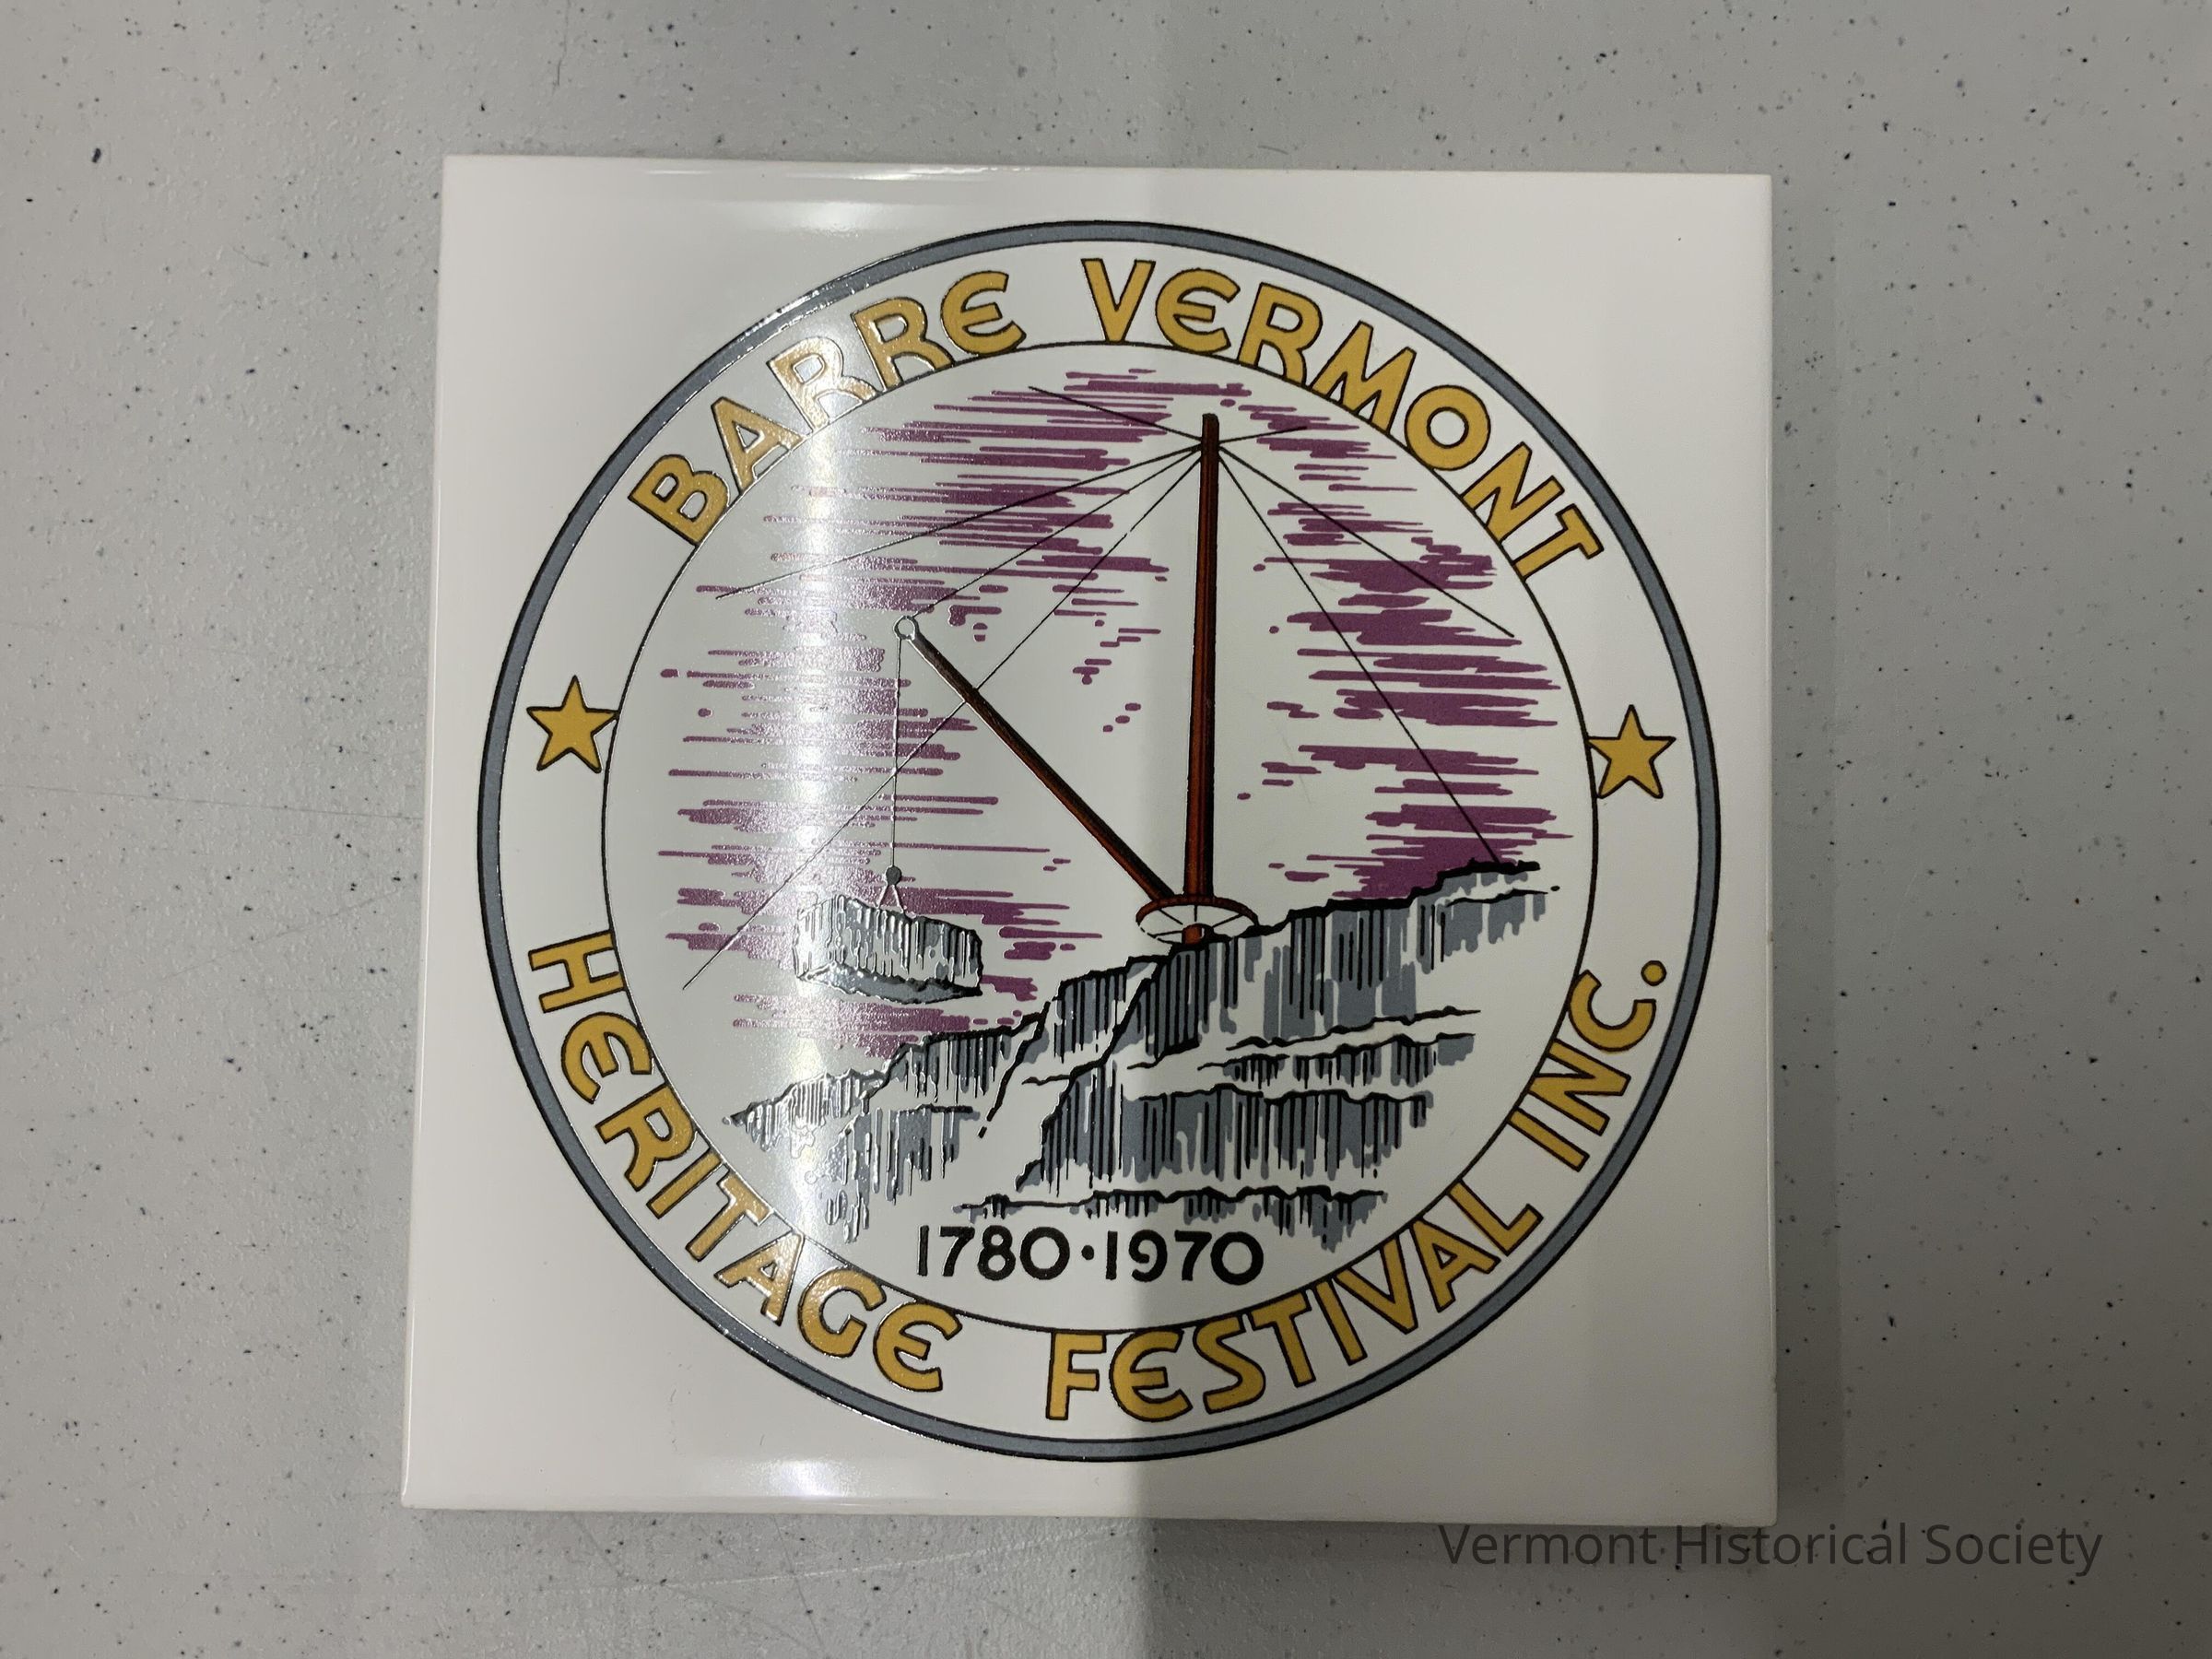 BARRE VERMONT
1780·1970
HERITAGE FESTIVAL INC.
Vermont Historical Society